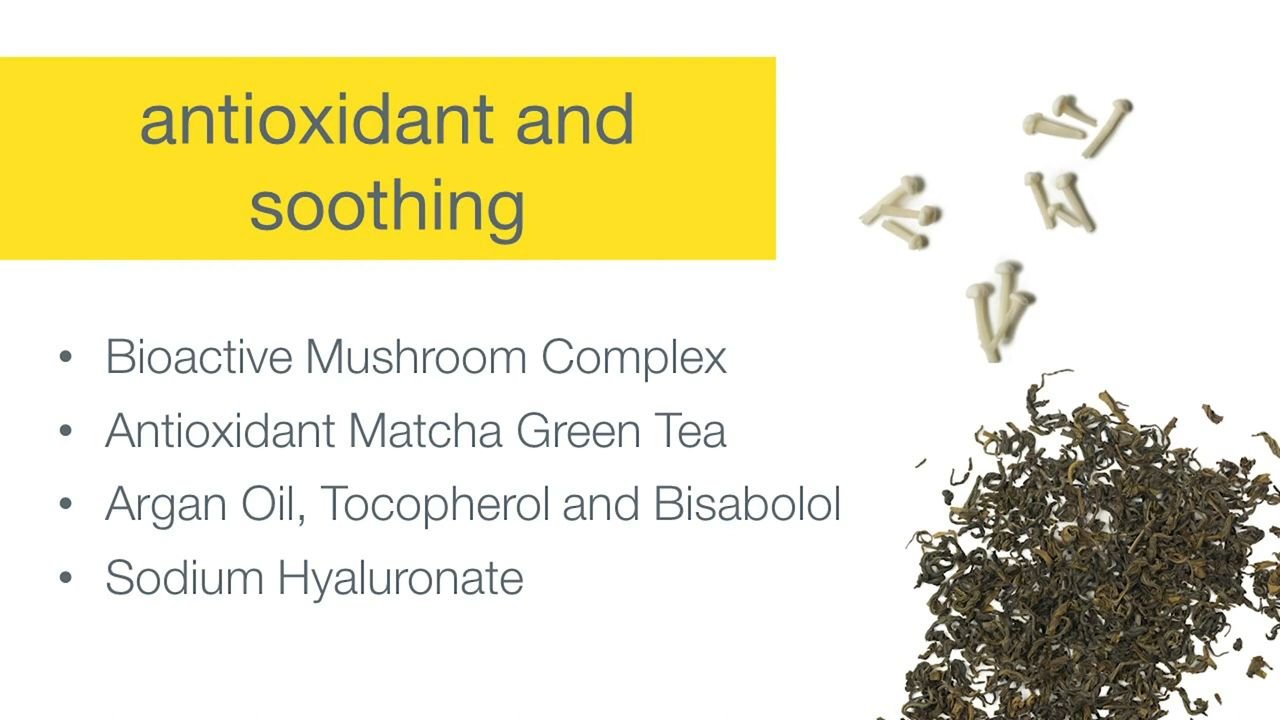 antioxidant and
soothing
• Bioactive Mushroom Complex
• Antioxidant Matcha Green Tea
• Argan Oil, Tocopherol and Bisabolol
• Sodium Hyaluronate